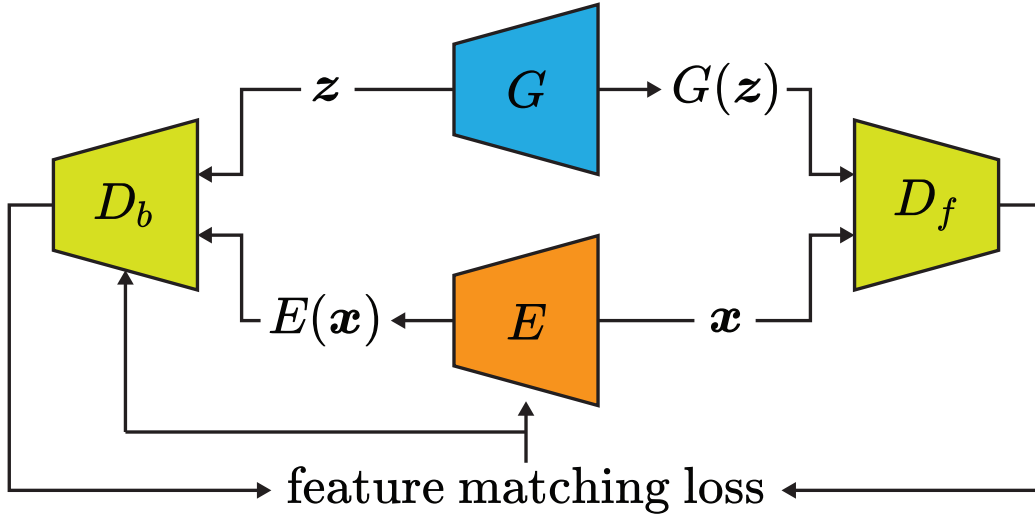 z
G
G(z)
D_b
D_f
E(x)
E
x
feature matching loss